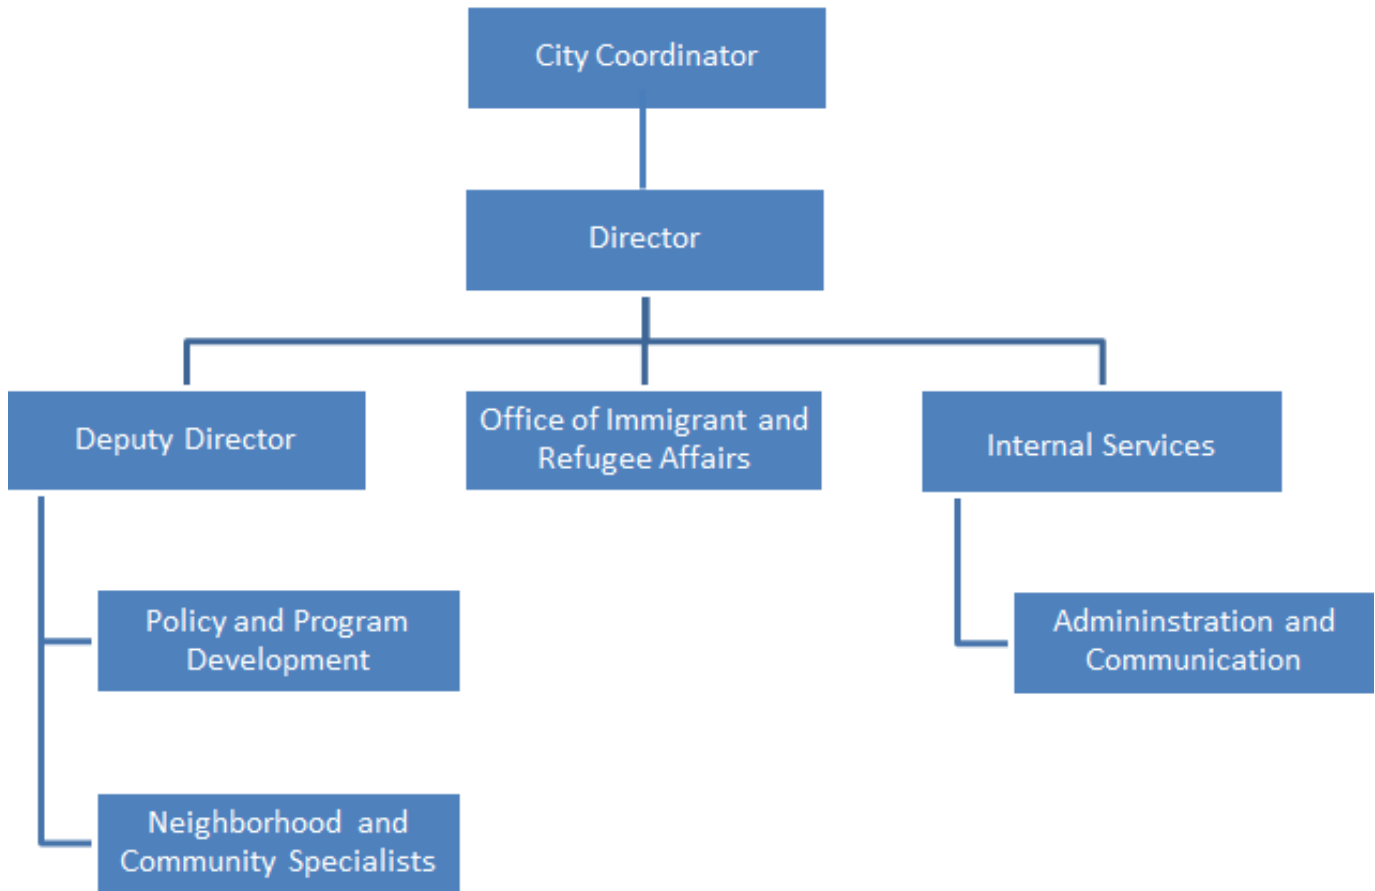 City Coordinator
Director
Deputy Director
Office of Immigrant and
Refugee Affairs
Internal Services
Policy and Program
Development
Admininstration and
Communication
Neighborhood and
Community Specialists